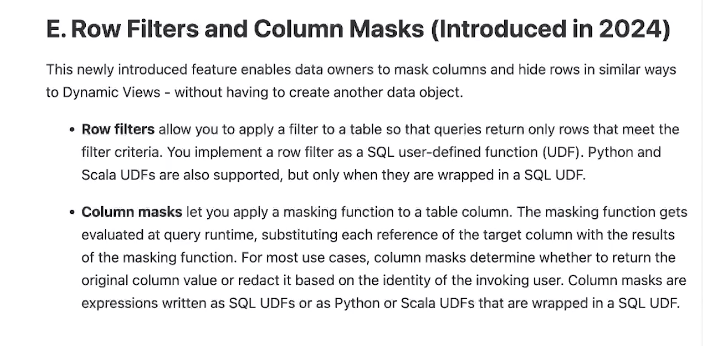 E. Row Filters and Column Masks (Introduced in 2024)
This newly introduced feature enables data owners to mask columns and hide rows in similar ways
to Dynamic Views - without having to create another data object.
• Row filters allow you to apply a filter to a table so that queries return only rows that meet the
filter criteria. You implement a row filter as a SQL user-defined function (UDF). Python and
Scala UDFs are also supported, but only when they are wrapped in a SQL UDF.
• Column masks let you apply a masking function to a table column. The masking function gets
evaluated at query runtime, substituting each reference of the target column with the results
of the masking function. For most use cases, column masks determine whether to return the
original column value or redact it based on the identity of the invoking user. Column masks are
expressions written as SQL UDFs or as Python or Scala UDFs that are wrapped in a SQL UDF.